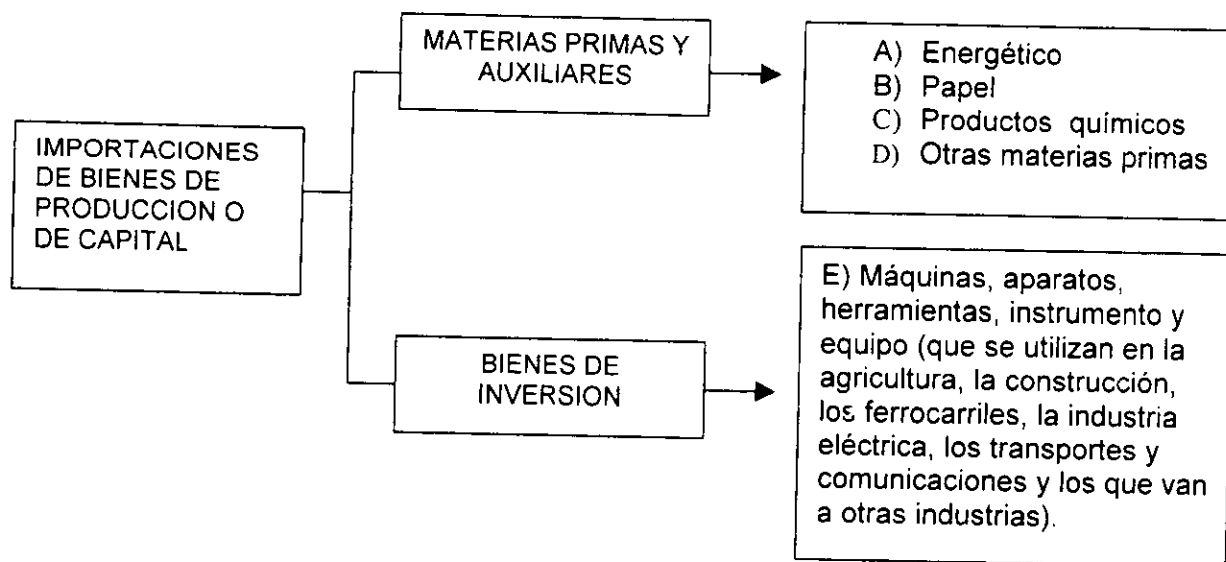 IMPORTACIONES
DE BIENES DE
PRODUCCION O
DE CAPITAL
MATERIAS PRIMAS Y
AUXILIARES
A) Energético
B) Papel
C) Productos químicos
D) Otras materias primas
BIENES DE
INVERSION
E) Máquinas, aparatos,
herramientas, instrumento y
equipo (que se utilizan en la
agricultura, la construcción,
los ferrocarriles, la industria
eléctrica, los transportes y
comunicaciones y los que van
a otras industrias).